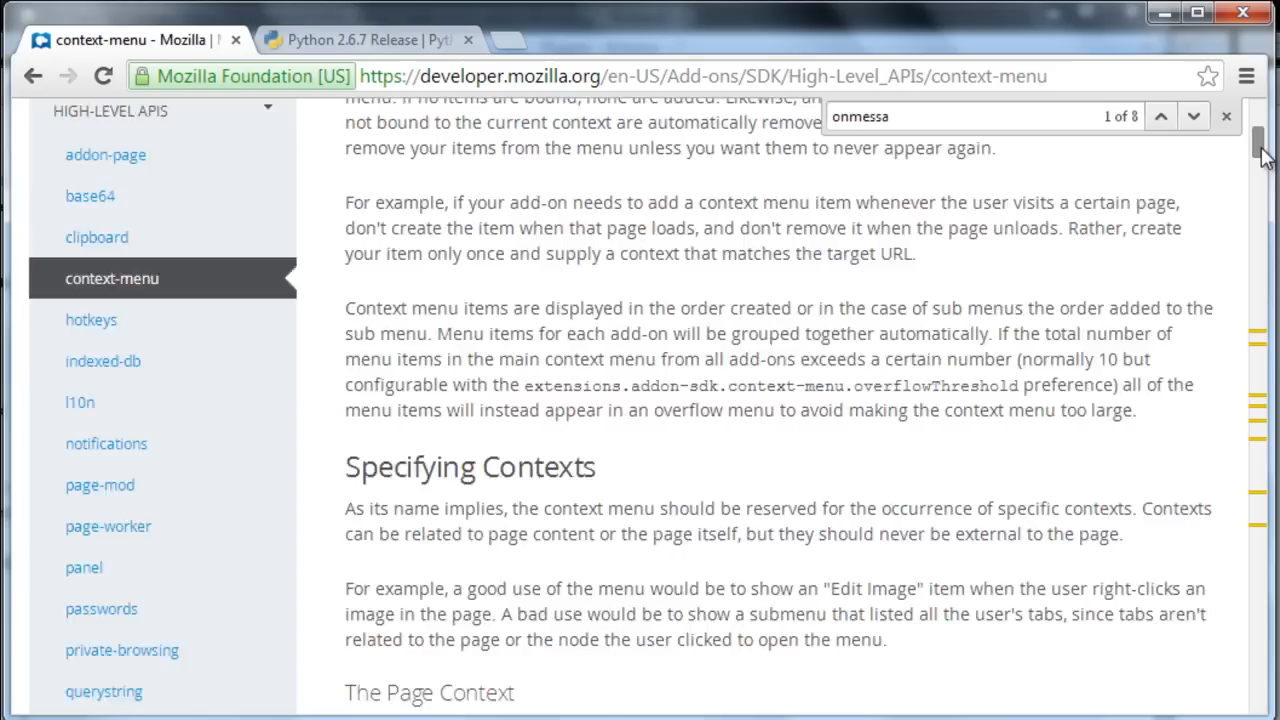 context-menu - Mozilla |
Python 2.6.7 Release | Pyt
Mozilla Foundation [US] https://developer.mozilla.org/en-US/Add-ons/SDK/High-Level_APIs/context-menu
onmessa 1 of 8
HIGH-LEVEL APIS
addon-page
base64
clipboard
context-menu
hotkeys
indexed-db
l10n
notifications
page-mod
page-worker
panel
passwords
private-browsing
querystring
menu. If no items are bound, none are added. Likewise, an
not bound to the current context are automatically remove
remove your items from the menu unless you want them to never appear again.
For example, if your add-on needs to add a context menu item whenever the user visits a certain page,
don't create the item when that page loads, and don't remove it when the page unloads. Rather, create
your item only once and supply a context that matches the target URL.
Context menu items are displayed in the order created or in the case of sub menus the order added to the
sub menu. Menu items for each add-on will be grouped together automatically. If the total number of
menu items in the main context menu from all add-ons exceeds a certain number (normally 10 but
configurable with the extensions.addon-sdk.context-menu.overflowThreshold preference) all of the
menu items will instead appear in an overflow menu to avoid making the context menu too large.
Specifying Contexts
As its name implies, the context menu should be reserved for the occurrence of specific contexts. Contexts
can be related to page content or the page itself, but they should never be external to the page.
For example, a good use of the menu would be to show an "Edit Image" item when the user right-clicks an
image in the page. A bad use would be to show a submenu that listed all the user's tabs, since tabs aren't
related to the page or the node the user clicked to open the menu.
The Page Context